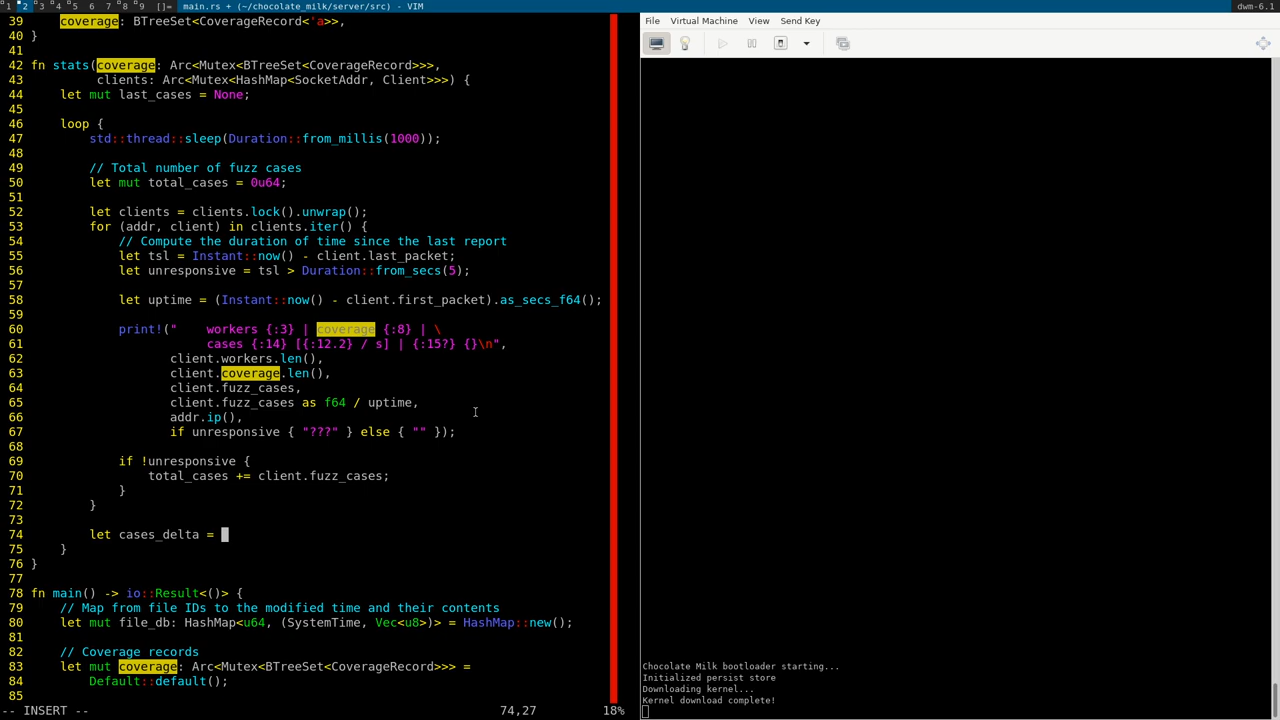 1 2 3 4 5 6 7 8 9 []= main.rs + (~/chocolate_milk/server/src) - VIM
dwm-6.1
39     coverage: BTreeSet<CoverageRecord<'a>>,
40 }
41
42 fn stats(coverage: Arc<Mutex<BTreeSet<CoverageRecord>>>,
43          clients: Arc<Mutex<HashMap<SocketAddr, Client>>>) {
44     let mut last_cases = None;
45
46     loop {
47         std::thread::sleep(Duration::from_millis(1000));
48
49         // Total number of fuzz cases
50         let mut total_cases = 0u64;
51
52         let clients = clients.lock().unwrap();
53         for (addr, client) in clients.iter() {
54             // Compute the duration of time since the last report
55             let tsl = Instant::now() - client.last_packet;
56             let unresponsive = tsl > Duration::from_secs(5);
57
58             let uptime = (Instant::now() - client.first_packet).as_secs_f64();
59
60             print!("    workers {:3} | coverage {:8} | \
61                         cases {:14} [{:12.2} / s] | {:15?} {}\n",
62                    client.workers.len(),
63                    client.coverage.len(),
64                    client.fuzz_cases,
65                    client.fuzz_cases as f64 / uptime,
66                    addr.ip(),
67                    if unresponsive { "???" } else { "" });
68
69             if !unresponsive {
70                 total_cases += client.fuzz_cases;
71             }
72         }
73
74         let cases_delta =
75     }
76 }
77
78 fn main() -> io::Result<()> {
79     // Map from file IDs to the modified time and their contents
80     let mut file_db: HashMap<u64, (SystemTime, Vec<u8>)> = HashMap::new();
81
82     // Coverage records
83     let mut coverage: Arc<Mutex<BTreeSet<CoverageRecord>>> =
84         Default::default();
85
-- INSERT --                                                    74,27         18%
File Virtual Machine View Send Key
Chocolate Milk bootloader starting...
Initialized persist store
Downloading kernel...
Kernel download complete!